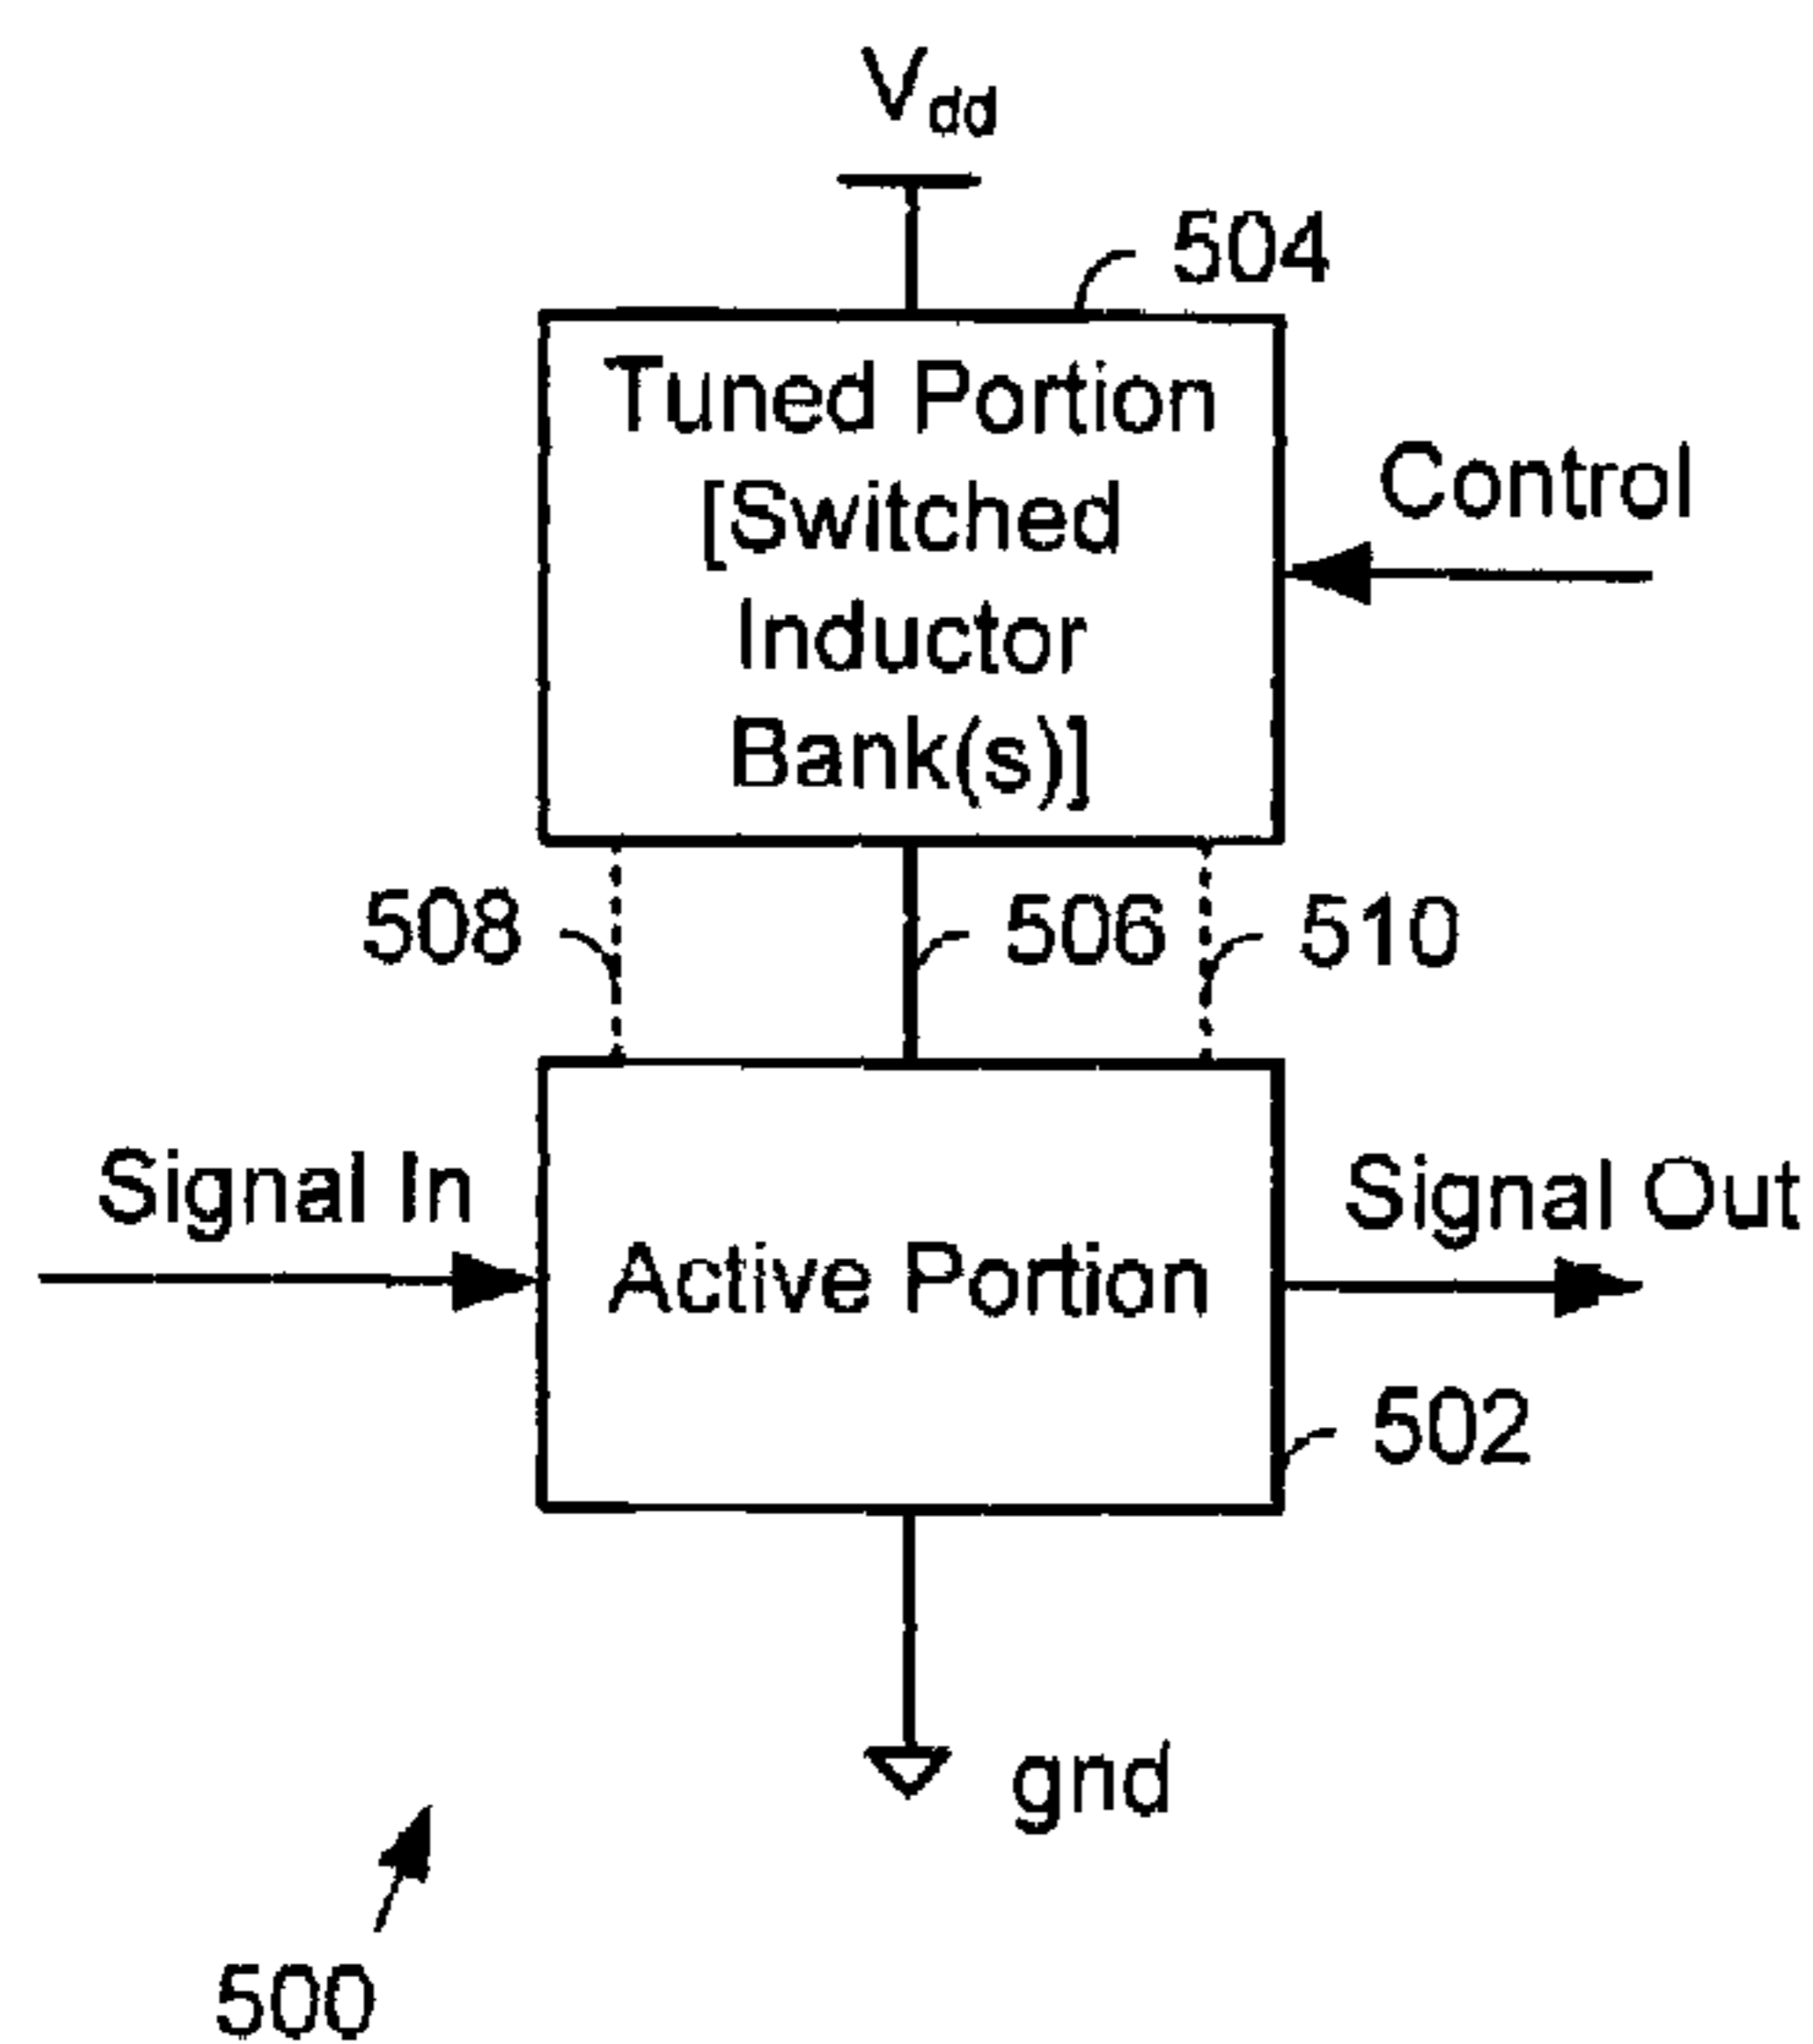 Vdd
504
Tuned Portion
[Switched
Inductor
Bank(s)]
Control
508
506
510
Signal In
Active Portion
Signal Out
502
gnd
500